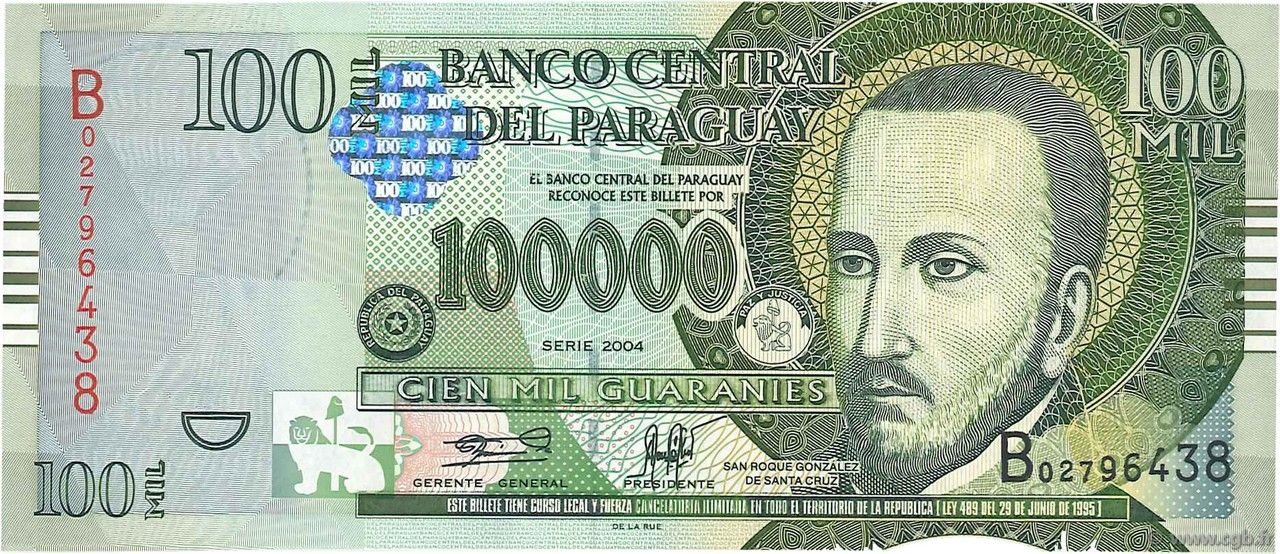 100 MIL
BANCO CENTRAL
DEL PARAGUAY
100
MIL
B02796438
EL BANCO CENTRAL DEL PARAGUAY
RECONOCE ESTE BILLETE POR
100000
REPUBLICA DEL PARAGUAY
PAZ Y JUSTICIA
SERIE 2004
CIEN MIL GUARANIES
GERENTE GENERAL
PRESIDENTE
SAN ROQUE GONZÁLEZ
DE SANTA CRUZ
B02796438
100 MIL
ESTE BILLETE TIENE CURSO LEGAL Y FUERZA CANCELATORIA ILIMITADA EN TODO EL TERRITORIO DE LA REPUBLICA [LEY 489 DEL 29 DE JUNIO DE 1995]
DE LA RUE
www.cgb.fr